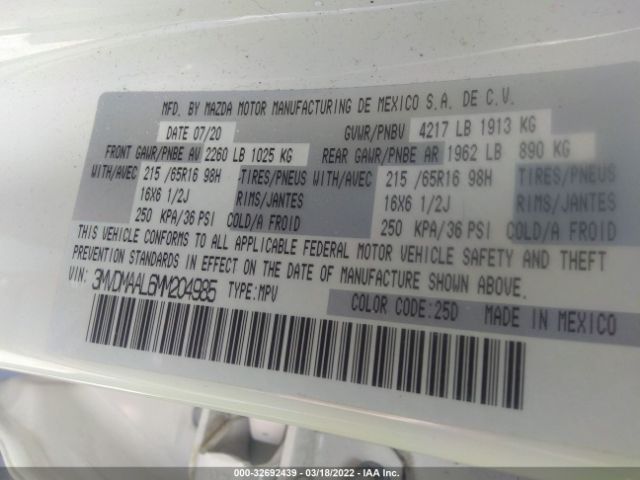 MFD. BY MAZDA MOTOR MANUFACTURING DE MEXICO S.A. DE C.V.
DATE 07/20 GVWR/PNBV 4217 LB 1913 KG
FRONT GAWR/PNBE AV 2260 LB 1025 KG REAR GAWR/PNBE AR 1962 LB 890 KG
WITH/AVEC 215 /65R16 98H TIRES/PNEUS WITH/AVEC 215 /65R16 98H TIRES/PNEUS
16X6 1/2J RIMS/JANTES 16X6 1/2J RIMS/JANTES
250 KPA/36 PSI COLD/A FROID 250 KPA/36 PSI COLD/A FROID
THIS VEHICLE CONFORMS TO ALL APPLICABLE FEDERAL MOTOR VEHICLE SAFETY AND THEFT
PREVENTION STANDARDS IN EFFECT ON THE DATE OF MANUFACTURE SHOWN ABOVE.
VIN: 3MVDMAAL6MM204985 TYPE:MPV
COLOR CODE:25D MADE IN MEXICO
000-32692439 - 03/18/2022 - IAA Inc.